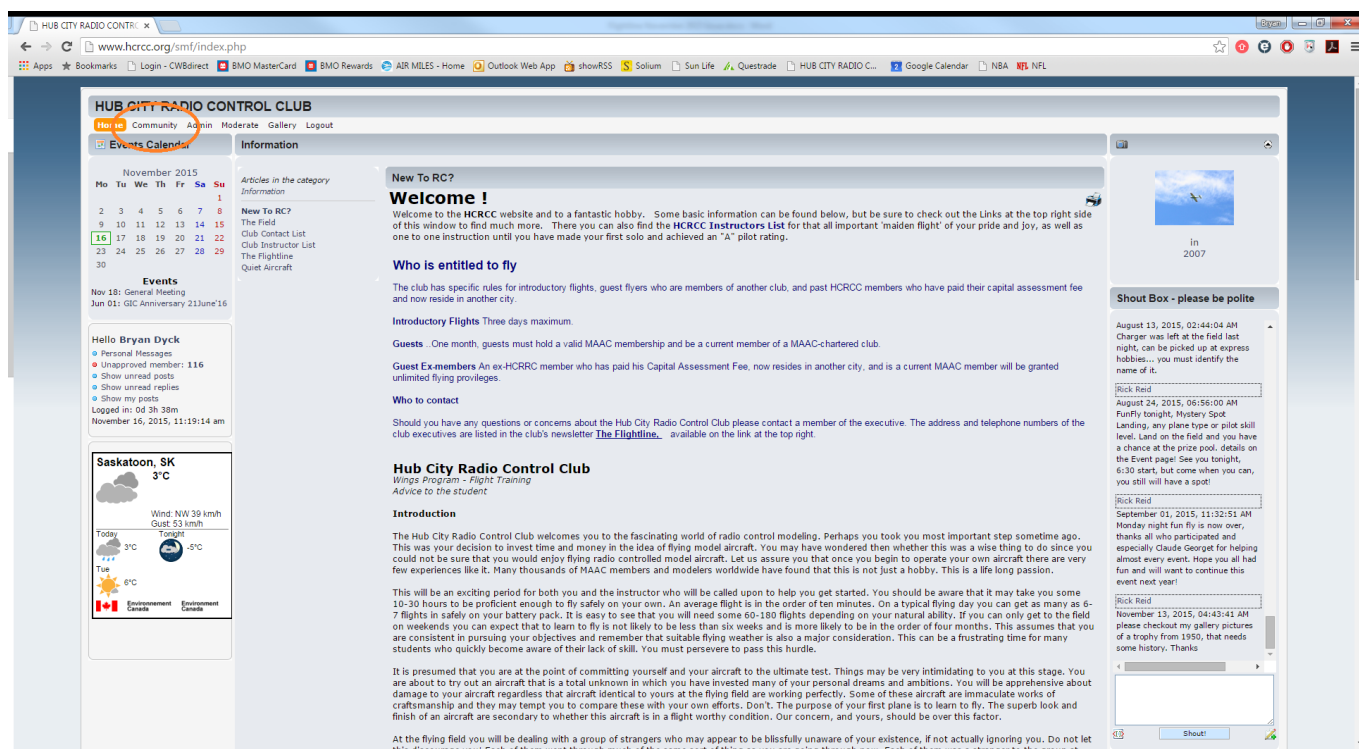 HUB CITY RADIO CONTRC
Bryan
www.hcrcc.org/smf/index.php
Apps Bookmarks Login - CWBdirect BMO MasterCard BMO Rewards AIR MILES - Home Outlook Web App showRSS Solium Sun Life Questrade HUB CITY RADIO C... Google Calendar NBA NFL
HUB CITY RADIO CONTROL CLUB
Home Community Admin Moderate Gallery Logout
Events Calendar
November 2015
Mo Tu We Th Fr Sa Su
1
2 3 4 5 6 7 8
9 10 11 12 13 14 15
16 17 18 19 20 21 22
23 24 25 26 27 28 29
30
Events
Nov 18: General Meeting
Jun 01: GIC Anniversary 21June'16
Hello Bryan Dyck
Personal Messages
Unapproved member: 116
Show unread posts
Show unread replies
Show my posts
Logged in: 0d 3h 38m
November 16, 2015, 11:19:14 am
Saskatoon, SK
3°C
Wind: NW 39 km/h
Gust: 53 km/h
Today Tonight
3°C -5°C
Tue
6°C
Environnement Environment
Canada Canada
Information
Articles in the category
Information
New To RC?
The Field
Club Contact List
Club Instructor List
The Flightline
Quiet Aircraft
New To RC?
Welcome !
Welcome to the HCRCC website and to a fantastic hobby. Some basic information can be found below, but be sure to check out the Links at the top right side
of this window to find much more. There you can also find the HCRCC Instructors List for that all important 'maiden flight' of your pride and joy, as well as
one to one instruction until you have made your first solo and achieved an "A" pilot rating.
Who is entitled to fly
The club has specific rules for introductory flights, guest flyers who are members of another club, and past HCRCC members who have paid their capital assessment fee
and now reside in another city.
Introductory Flights Three days maximum.
Guests ..One month, guests must hold a valid MAAC membership and be a current member of a MAAC-chartered club.
Guest Ex-members An ex-HCRRC member who has paid his Capital Assessment Fee, now resides in another city, and is a current MAAC member will be granted
unlimited flying provileges.
Who to contact
Should you have any questions or concerns about the Hub City Radio Control Club please contact a member of the executive. The address and telephone numbers of the
club executives are listed in the club's newsletter The Flightline, available on the link at the top right.
Hub City Radio Control Club
Wings Program - Flight Training
Advice to the student
Introduction
The Hub City Radio Control Club welcomes you to the fascinating world of radio control modeling. Perhaps you took you most important step sometime ago.
This was your decision to invest time and money in the idea of flying model aircraft. You may have wondered then whether this was a wise thing to do since you
could not be sure that you would enjoy flying radio controlled model aircraft. Let us assure you that once you begin to operate your own aircraft there are very
few experiences like it. Many thousands of MAAC members and modelers worldwide have found that this is not just a hobby. This is a life long passion.
This will be an exciting period for both you and the instructor who will be called upon to help you get started. You should be aware that it may take you some
10-30 hours to be proficient enough to fly safely on your own. An average flight is in the order of ten minutes. On a typical flying day you can get as many as 6-
7 flights in safely on your battery pack. It is easy to see that you will need some 60-180 flights depending on your natural ability. If you can only get to the field
on weekends you can expect that to learn to fly is not likely to be less than six weeks and is more likely to be in the order of four months. This assumes that you
are consistent in pursuing your objectives and remember that suitable flying weather is also a major consideration. This can be a frustrating time for many
students who quickly become aware of their lack of skill. You must persevere to pass this hurdle.
It is presumed that you are at the point of committing yourself and your aircraft to the ultimate test. Things may be very intimidating to you at this stage. You
are about to try out an aircraft that is a total unknown in which you have invested many of your personal dreams and ambitions. You will be apprehensive about
damage to your aircraft regardless that aircraft identical to yours at the flying field are working perfectly. Some of these aircraft are immaculate works of
craftsmanship and they may tempt you to compare these with your own efforts. Don't. The purpose of your first plane is to learn to fly. The superb look and
finish of an aircraft are secondary to whether this aircraft is in a flight worthy condition. Our concern, and yours, should be over this factor.
At the flying field you will be dealing with a group of strangers who may appear to be blissfully unaware of your existence, if not actually ignoring you. Do not let
in
2007
Shout Box - please be polite
August 13, 2015, 02:44:04 AM
Charger was left at the field last
night, can be picked up at express
hobbies... you must identify the
name of it.
Rick Reid
August 24, 2015, 06:56:00 AM
FunFly tonight, Mystery Spot
Landing, any plane type or pilot skill
level. Land on the field and you have
a chance at the prize pool. details on
the Event page! See you tonight,
6:30 start, but come when you can,
you still will have a spot!
Rick Reid
September 01, 2015, 11:32:51 AM
Monday night fun fly is now over,
thanks all who participated and
especially Claude Georget for helping
almost every event. Hope you all had
fun and will want to continue this
event next year!
Rick Reid
November 13, 2015, 04:43:41 AM
please checkout my gallery pictures
of a trophy from 1950, that needs
some history. Thanks
Shout!